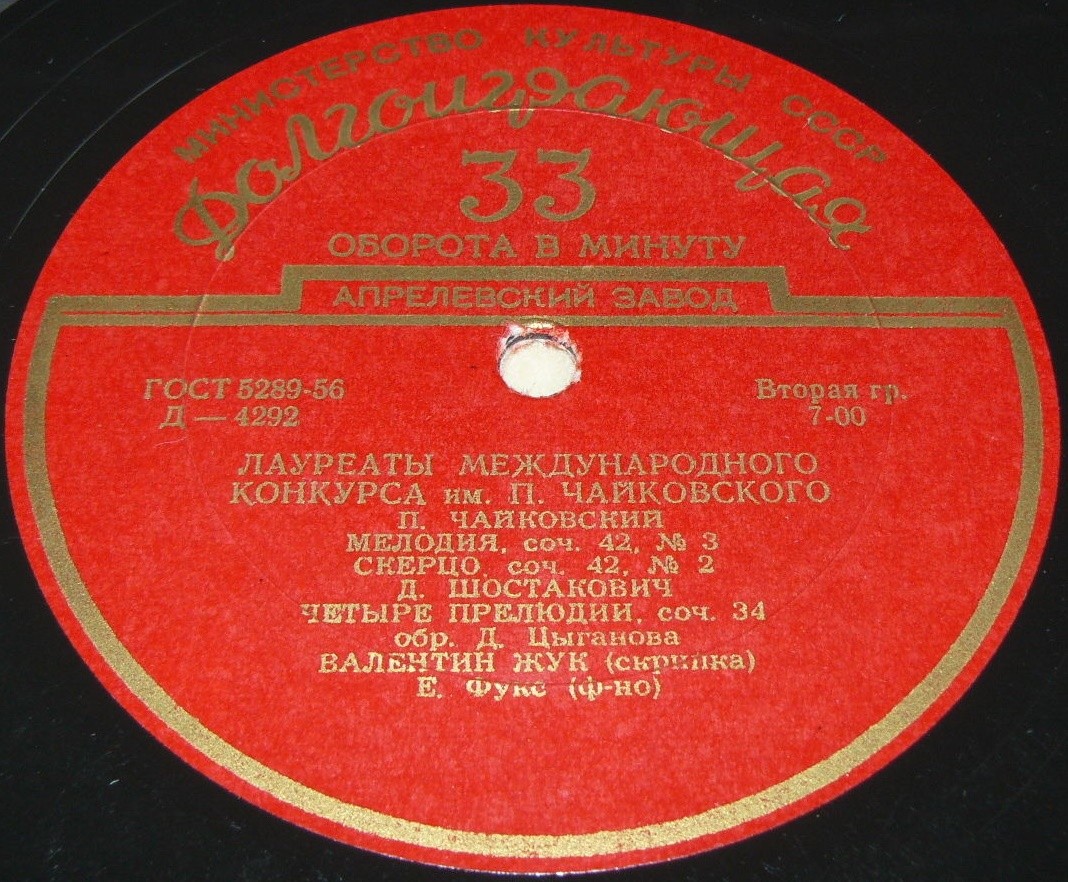 МИНИСТЕРСТВО КУЛЬТУРЫ СССР
Долгоиграющая
33
ОБОРОТА В МИНУТУ
АПРЕЛЕВСКИЙ ЗАВОД
ГОСТ 5289-56
Д — 4292
Вторая гр.
7-00
ЛАУРЕАТЫ МЕЖДУНАРОДНОГО
КОНКУРСА им. П. ЧАЙКОВСКОГО
П. ЧАЙКОВСКИЙ
МЕЛОДИЯ, соч. 42, № 3
СКЕРЦО, соч. 42, № 2
Д. ШОСТАКОВИЧ
ЧЕТЫРЕ ПРЕЛЮДИИ, соч. 34
обр. Д. Цыганова
ВАЛЕНТИН ЖУК (скрипка)
Е. Фукс (ф-но)